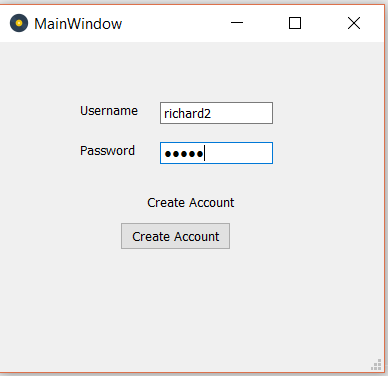 MainWindow
Username richard2
Password ●●●●●
Create Account
Create Account